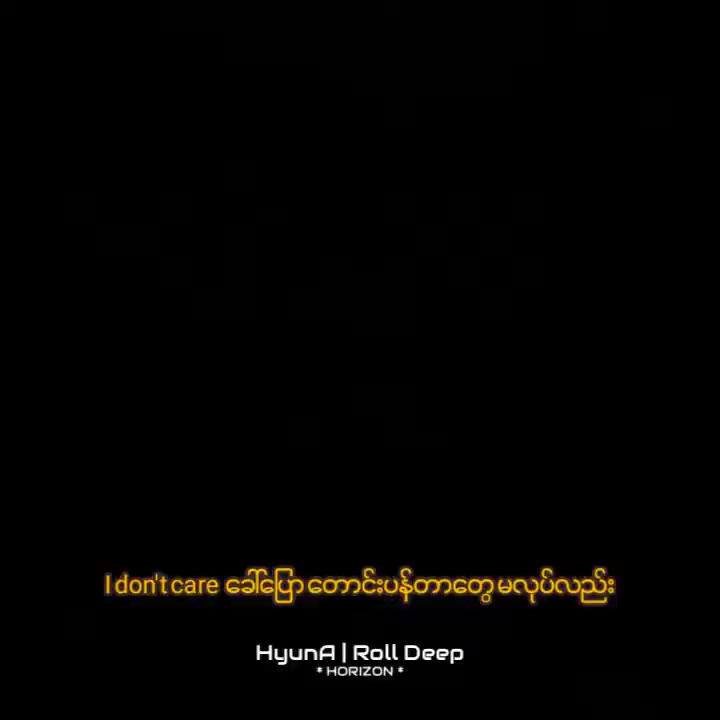 I don't care ခေါ်ပြော တောင်းပန်တာတွေ မလုပ်လည်း
HyunA | Roll Deep
* HORIZON *